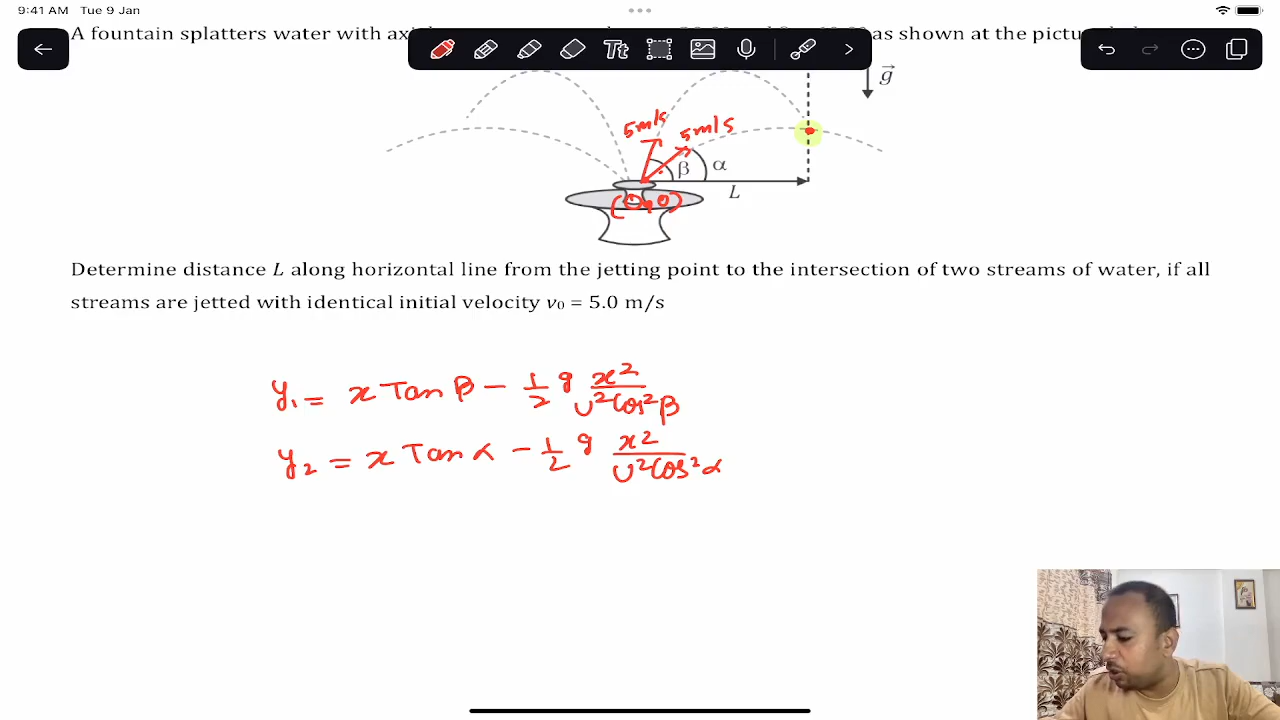 9:41 AM Tue 9 Jan
A fountain splatters water with as shown at the
Tt
g⃗
5m/s
5m/s
β
α
L
(0,0)
Determine distance L along horizontal line from the jetting point to the intersection of two streams of water, if all
streams are jetted with identical initial velocity v₀ = 5.0 m/s
y₁ = x Tan β − 1/2 g x²/(U²Cos²β)
y₂ = x Tan α − 1/2 g x²/(U²Cos²α)